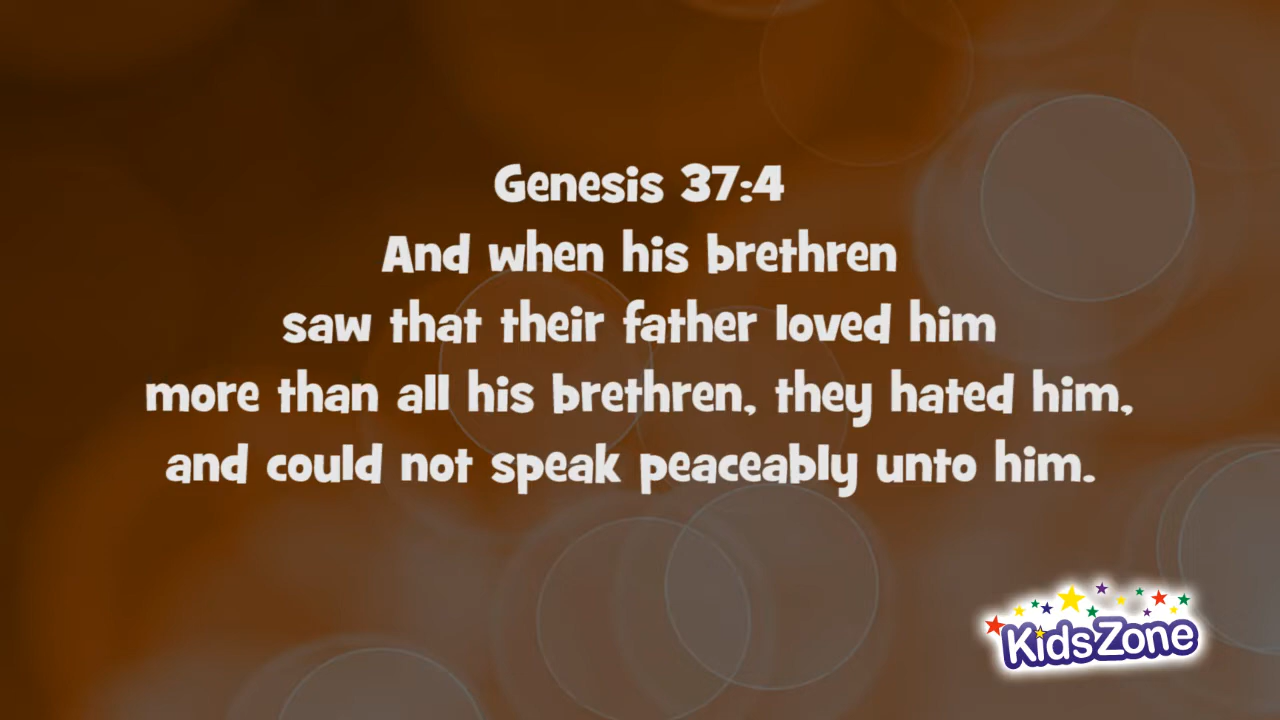 Genesis 37:4
And when his brethren
saw that their father loved him
more than all his brethren, they hated him,
and could not speak peaceably unto him.
KidsZone